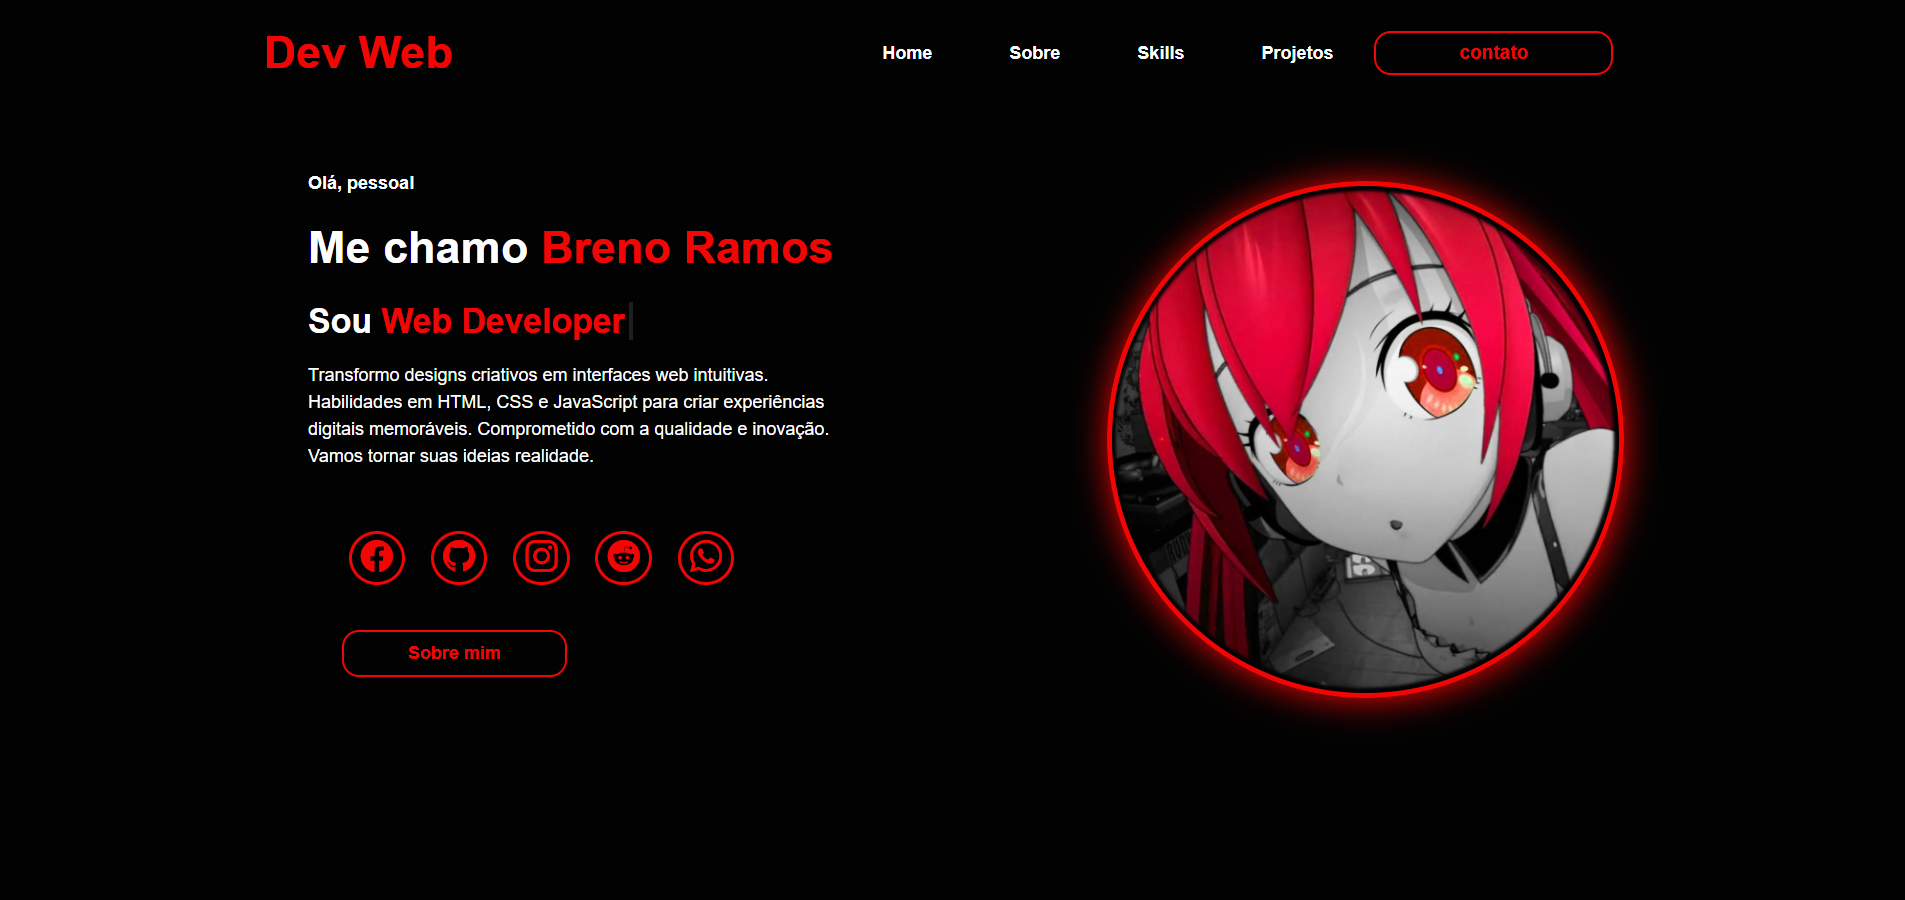 Dev Web
Home Sobre Skills Projetos contato
Olá, pessoal
Me chamo Breno Ramos
Sou Web Developer
Transformo designs criativos em interfaces web intuitivas.
Habilidades em HTML, CSS e JavaScript para criar experiências
digitais memoráveis. Comprometido com a qualidade e inovação.
Vamos tornar suas ideias realidade.
Sobre mim